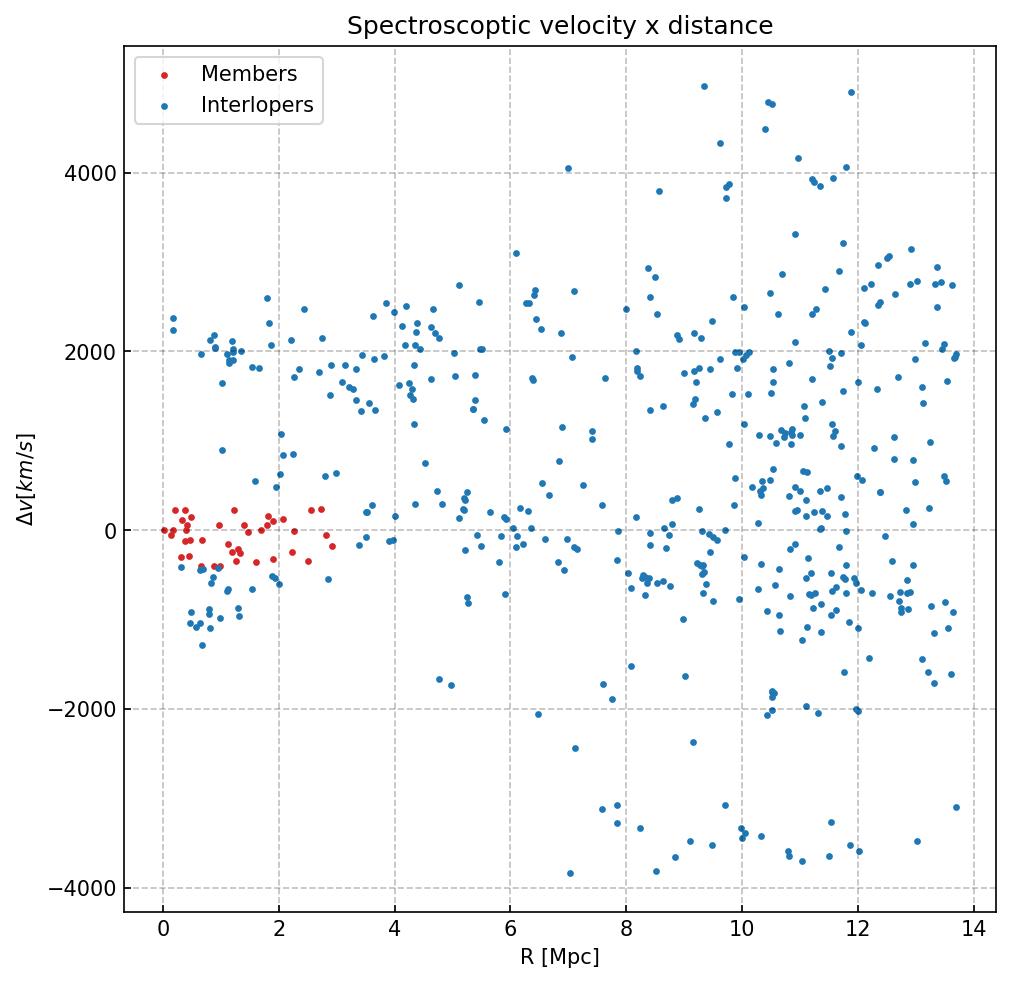 Spectroscoptic velocity x distance
Members
Interlopers
Δv[km/s]
4000
2000
0
−2000
−4000
0 2 4 6 8 10 12 14
R [Mpc]